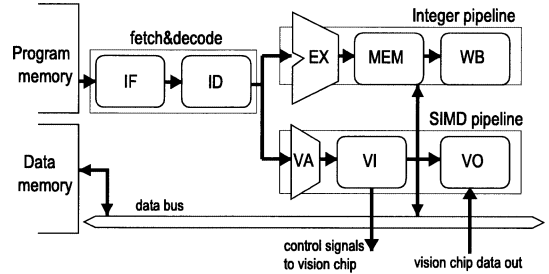 Integer pipeline
fetch&decode
Program
memory
IF
ID
EX
MEM
WB
SIMD pipeline
Data
memory
VA
VI
VO
data bus
control signals
to vision chip
vision chip data out